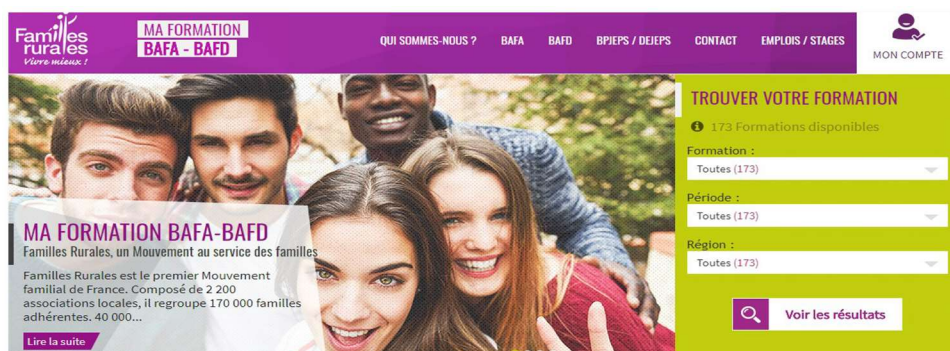 Familles
rurales
Vivre mieux !
MA FORMATION
BAFA - BAFD
QUI SOMMES-NOUS ?
BAFA
BAFD
BPJEPS / DEJEPS
CONTACT
EMPLOIS / STAGES
MON COMPTE
MA FORMATION BAFA-BAFD
Familles Rurales, un Mouvement au service des familles
Familles Rurales est le premier Mouvement
familial de France. Composé de 2 200
associations locales, il regroupe 170 000 familles
adhérentes. 40 000...
Lire la suite
TROUVER VOTRE FORMATION
173 Formations disponibles
Formation :
Toutes (173)
Période :
Toutes (173)
Région :
Toutes (173)
Voir les résultats